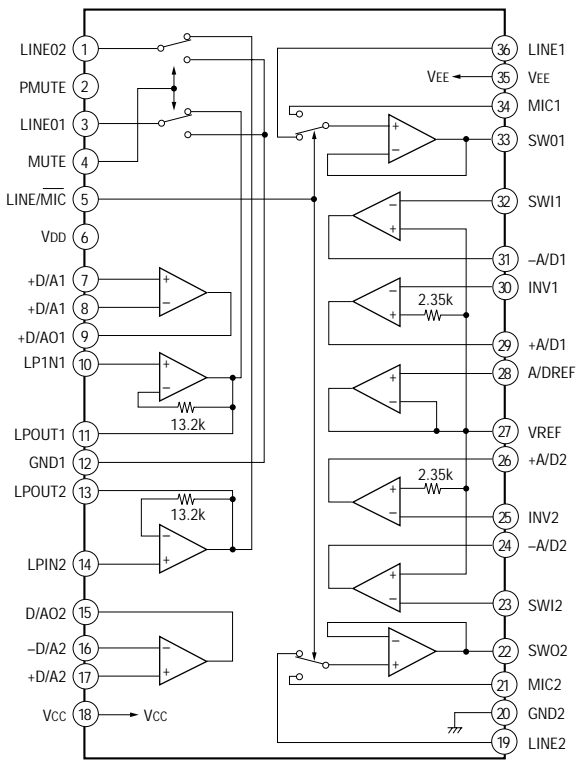 LINE02 1
PMUTE 2
LINE01 3
MUTE 4
LINE/MIC 5
VDD 6
+D/A1 7
+D/A1 8
+D/AO1 9
LP1N1 10
LPOUT1 11
GND1 12
LPOUT2 13
LPIN2 14
D/AO2 15
–D/A2 16
+D/A2 17
VCC 18 VCC
13.2k
13.2k
36 LINE1
VEE 35 VEE
34 MIC1
33 SW01
32 SWI1
31 –A/D1
30 INV1
2.35k
29 +A/D1
28 A/DREF
27 VREF
26 +A/D2
2.35k
25 INV2
24 –A/D2
23 SWI2
22 SWO2
21 MIC2
20 GND2
19 LINE2
+
–
+
–
+
–
+
–
+
–
+
–
–
+
–
+
+
–
+
–
+
–
–
+